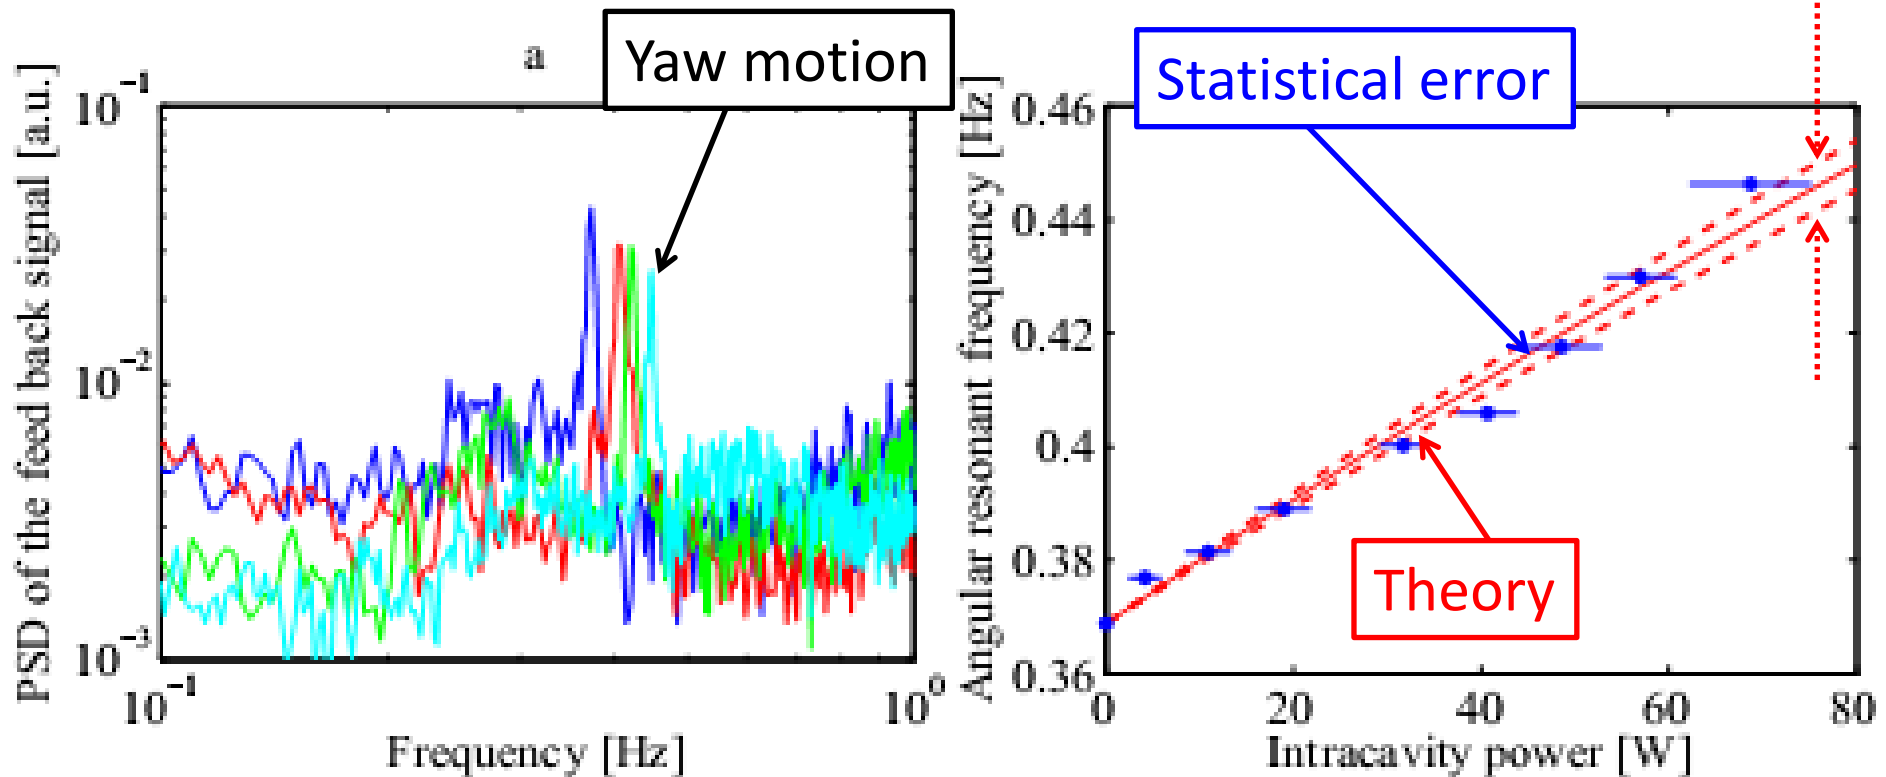 a
Yaw motion
PSD of the feed back signal [a.u.]
10⁻¹
10⁻²
10⁻³
10⁻¹
10⁰
Frequency [Hz]
Statistical error
Theory
Angular resonant frequency [Hz]
0.46
0.44
0.42
0.4
0.38
0.36
0
20
40
60
80
Intracavity power [W]